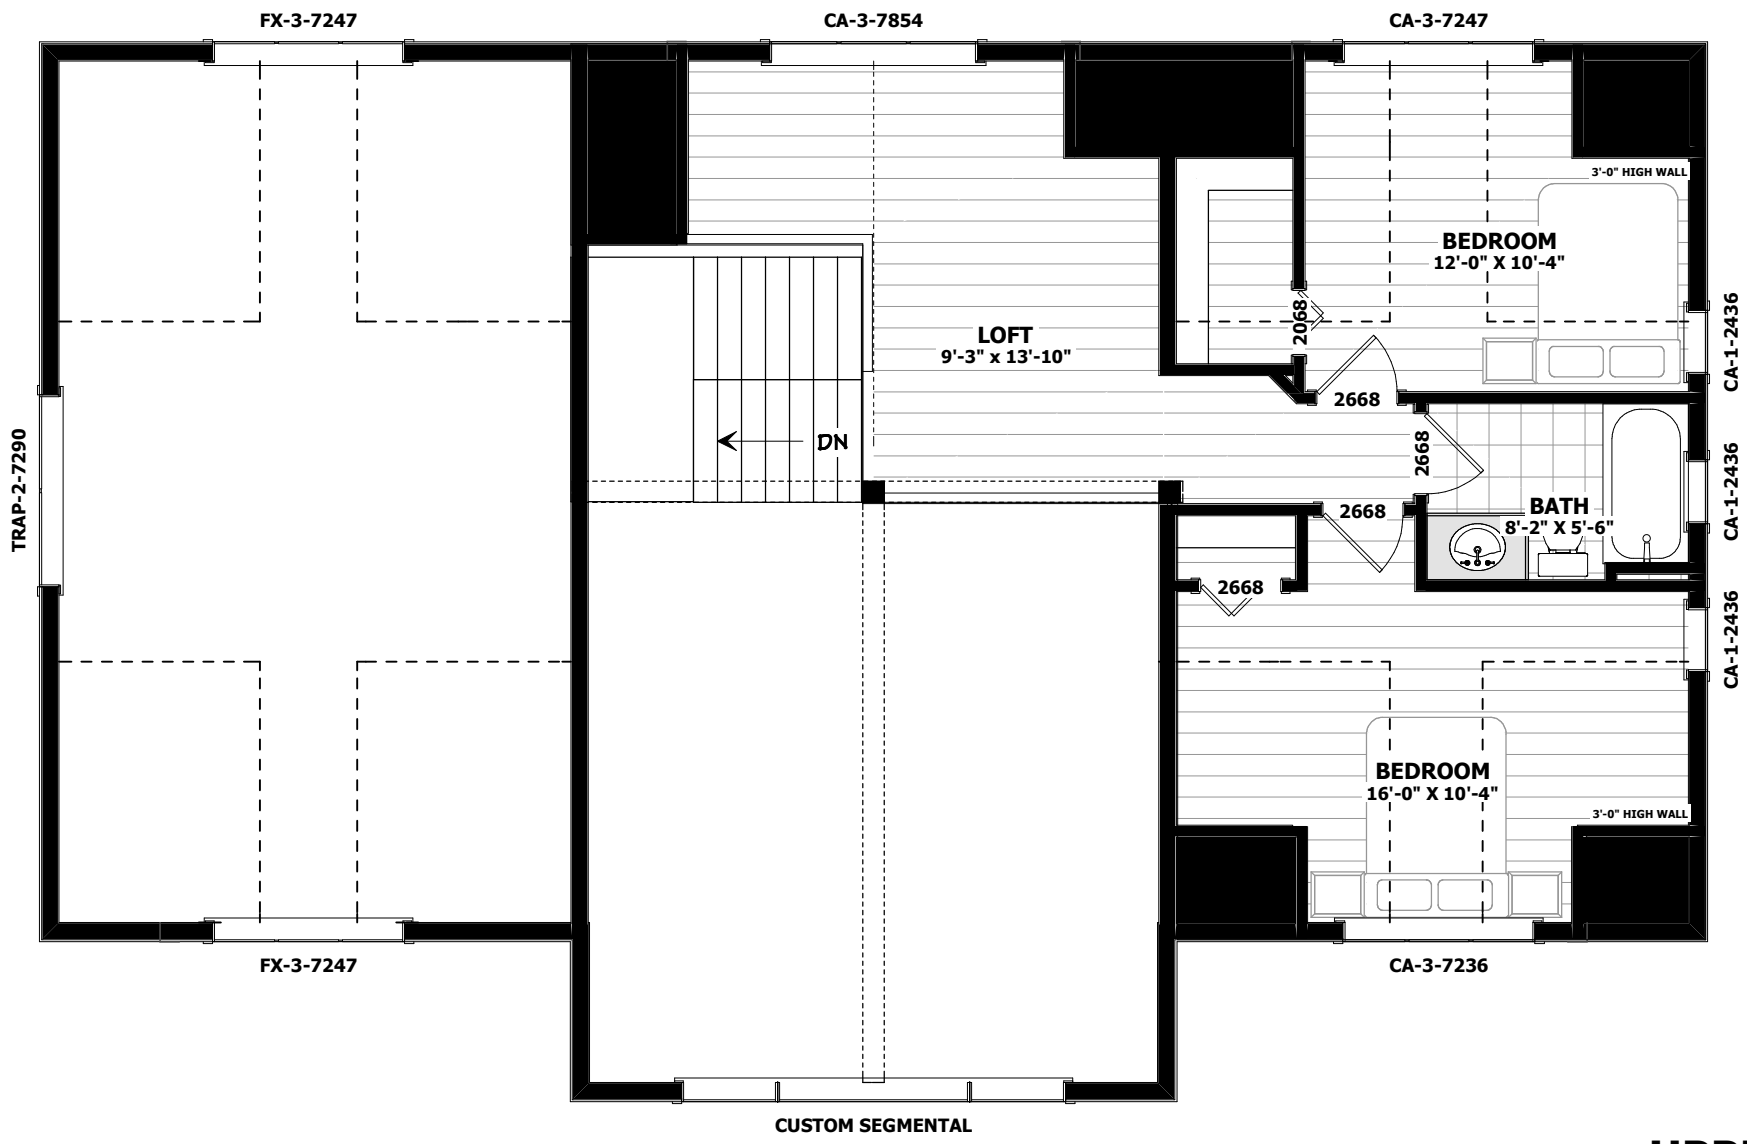 FX-3-7247
CA-3-7854
CA-3-7247
3'-0" HIGH WALL
BEDROOM
12'-0" X 10'-4"
CA-1-2436
2068
LOFT
9'-3" x 13'-10"
2668
DN
2668
CA-1-2436
TRAP-2-7290
BATH
8'-2" X 5'-6"
2668
2668
CA-1-2436
BEDROOM
16'-0" X 10'-4"
3'-0" HIGH WALL
FX-3-7247
CA-3-7236
CUSTOM SEGMENTAL